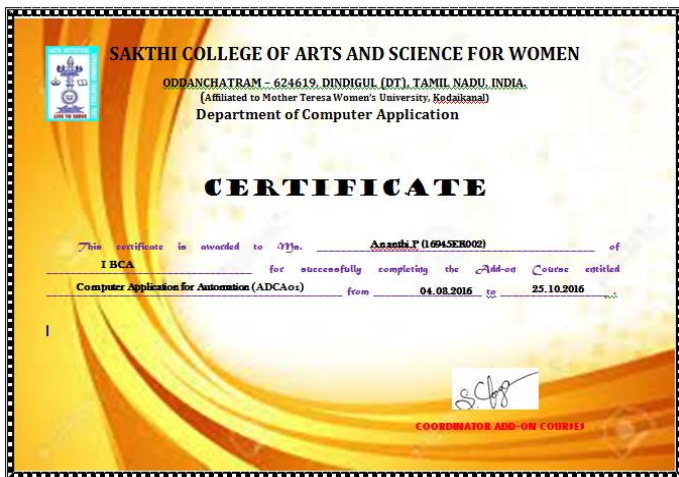 SAKTHI COLLEGE OF ARTS AND SCIENCE FOR WOMEN
ODDANCHATRAM – 624619, DINDIGUL (DT), TAMIL NADU, INDIA.
(Affiliated to Mother Teresa Women's University, Kodaikanal)
Department of Computer Application
LIVE TO SERVE
CERTIFICATE
This certificate is awarded to Ms. Ananthi.P (16945ER002) of
I BCA for successfully completing the Add-on Course entitled
Computer Application for Automation (ADCA01) from 04.08.2016 to 25.10.2016 .
COORDINATOR ADD-ON COURSES